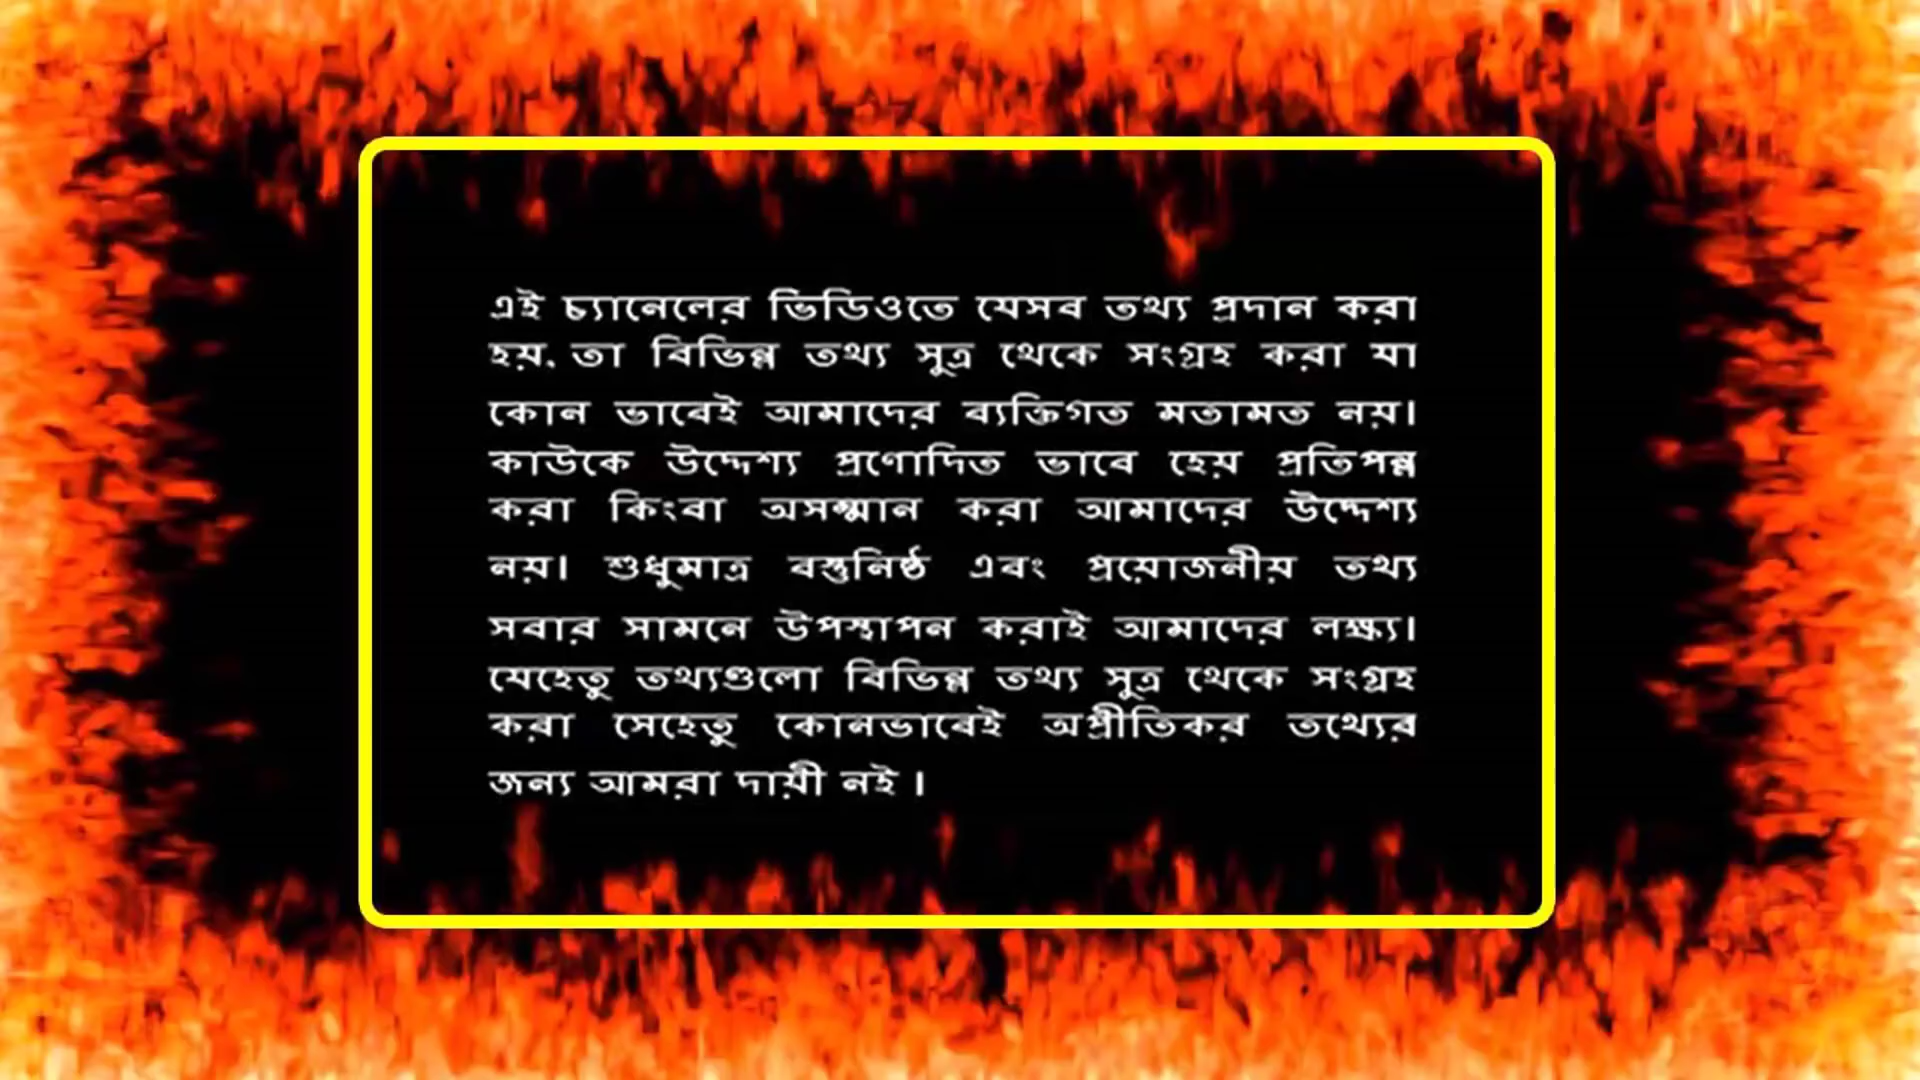 এই চ্যানেলের ভিডিওতে যেসব তথ্য প্রদান করা
হয়. তা বিভিন্ন তথ্য সুত্র থেকে সংগ্রহ করা যা
কোন ভাবেই আমাদের ব্যক্তিগত মতামত নয়।
কাউকে উদ্দেশ্য প্রণোদিত ভাবে হেয় প্রতিপন্ন
করা কিংবা অসম্মান করা আমাদের উদ্দেশ্য
নয়। শুধুমাত্র বস্তুনিষ্ঠ এবং প্রয়োজনীয় তথ্য
সবার সামনে উপস্থাপন করাই আমাদের লক্ষ্য।
যেহেতু তথ্যগুলো বিভিন্ন তথ্য সুত্র থেকে সংগ্রহ
করা সেহেতু কোনভাবেই অপ্রীতিকর তথ্যের
জন্য আমরা দায়ী নই ।